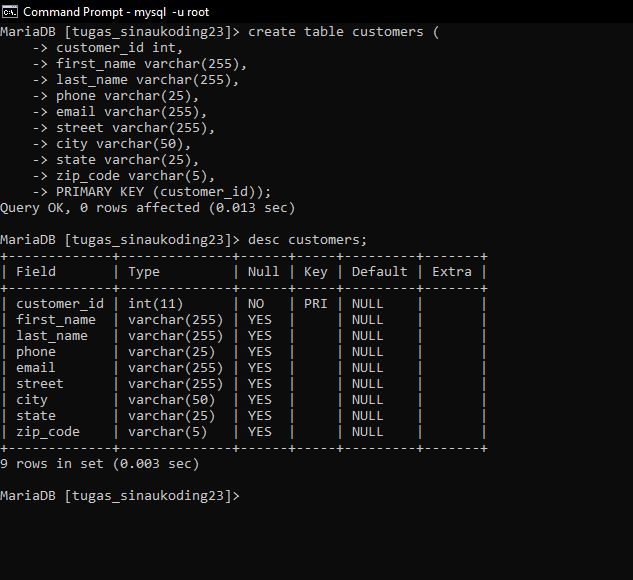 Command Prompt - mysql  -u root
MariaDB [tugas_sinaukoding23]> create table customers (
    -> customer_id int,
    -> first_name varchar(255),
    -> last_name varchar(255),
    -> phone varchar(25),
    -> email varchar(255),
    -> street varchar(255),
    -> city varchar(50),
    -> state varchar(25),
    -> zip_code varchar(5),
    -> PRIMARY KEY (customer_id));
Query OK, 0 rows affected (0.013 sec)

MariaDB [tugas_sinaukoding23]> desc customers;
+-------------+--------------+------+-----+---------+-------+
| Field       | Type         | Null | Key | Default | Extra |
+-------------+--------------+------+-----+---------+-------+
| customer_id | int(11)      | NO   | PRI | NULL    |       |
| first_name  | varchar(255) | YES  |     | NULL    |       |
| last_name   | varchar(255) | YES  |     | NULL    |       |
| phone       | varchar(25)  | YES  |     | NULL    |       |
| email       | varchar(255) | YES  |     | NULL    |       |
| street      | varchar(255) | YES  |     | NULL    |       |
| city        | varchar(50)  | YES  |     | NULL    |       |
| state       | varchar(25)  | YES  |     | NULL    |       |
| zip_code    | varchar(5)   | YES  |     | NULL    |       |
+-------------+--------------+------+-----+---------+-------+
9 rows in set (0.003 sec)

MariaDB [tugas_sinaukoding23]>